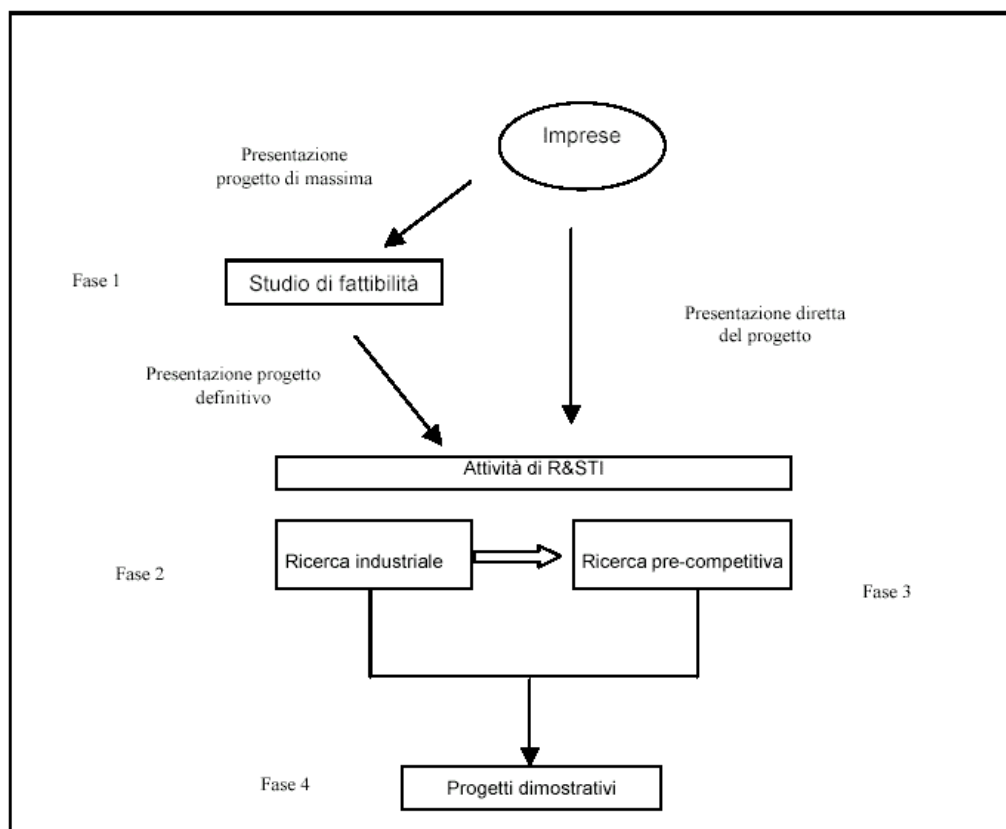 Imprese
Presentazione
progetto di massima
Fase 1
Studio di fattibilità
Presentazione diretta
del progetto
Presentazione progetto
definitivo
Attività di R&STI
Fase 2
Ricerca industriale
Ricerca pre-competitiva
Fase 3
Fase 4
Progetti dimostrativi